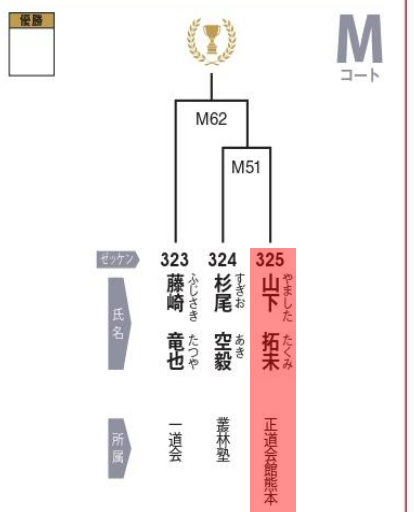 優勝
M
コート
M62
M51
ゼッケン
323
324
325
氏名
藤崎 竜也
ふじさき たつや
杉尾 空毅
すぎお あき
山下 拓未
やました たくみ
所属
一道会
叢林塾
正道会館熊本